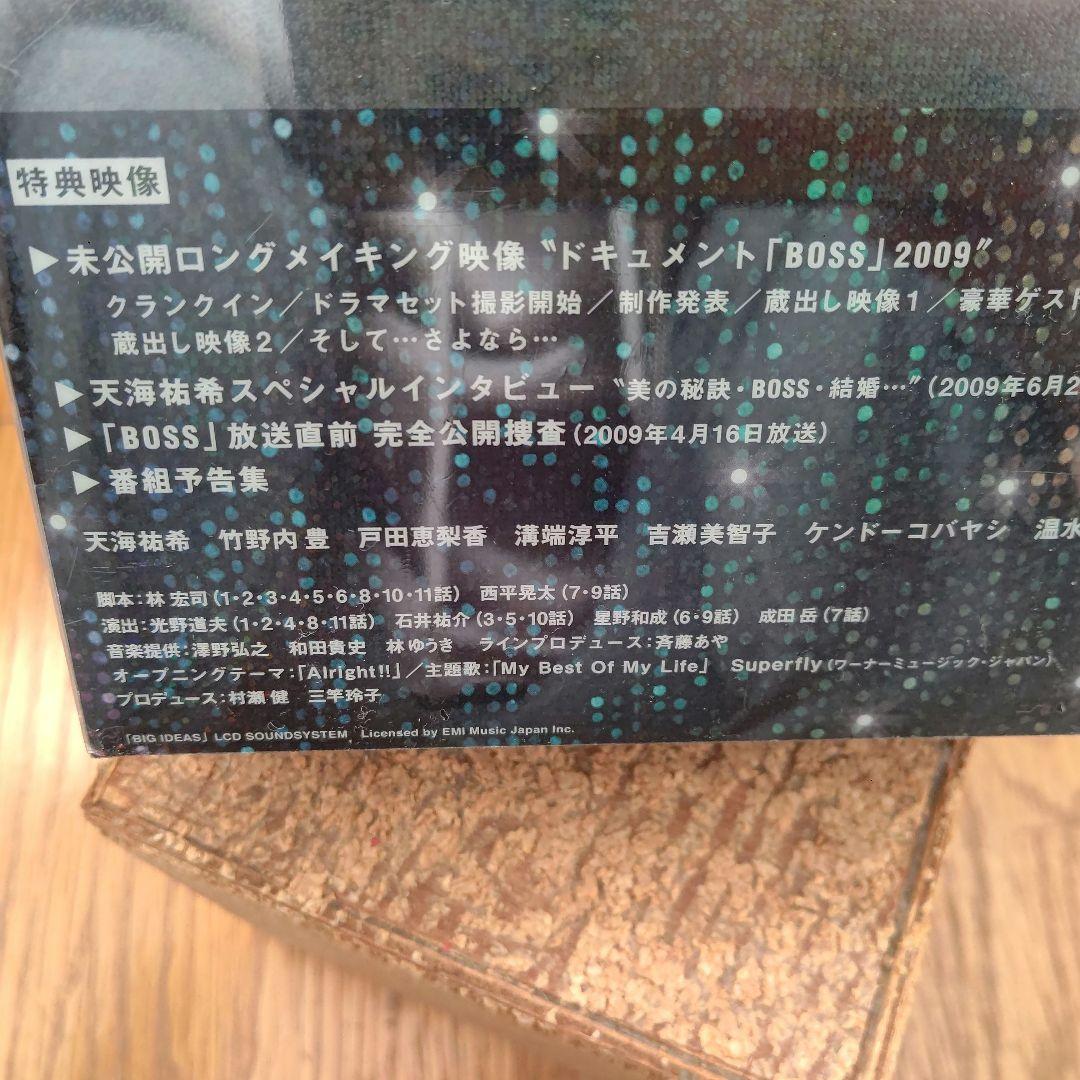 特典映像
▶未公開ロングメイキング映像〝ドキュメント「BOSS」2009〞
クランクイン／ドラマセット撮影開始／制作発表／蔵出し映像1／豪華ゲスト
蔵出し映像2／そして…さよなら…
▶天海祐希スペシャルインタビュー〝美の秘訣・BOSS・結婚…〞(2009年6月2
▶「BOSS」放送直前 完全公開捜査(2009年4月16日放送)
▶番組予告集
天海祐希 竹野内 豊 戸田恵梨香 溝端淳平 吉瀬美智子 ケンドーコバヤシ 温水
脚本：林 宏司(1・2・3・4・5・6・8・10・11話) 西平晃太(7・9話)
演出：光野道夫(1・2・4・8・11話) 石井祐介(3・5・10話) 星野和成(6・9話) 成田 岳(7話)
音楽提供：澤野弘之 和田貴史 林ゆうき ラインプロデュース：斉藤あや
オープニングテーマ：「Alright!!」／主題歌：「My Best Of My Life」 Superfly(ワーナーミュージック・ジャパン)
プロデュース：村瀬 健 三竿玲子
「BIG IDEAS」 LCD SOUNDSYSTEM Licensed by EMI Music Japan Inc.